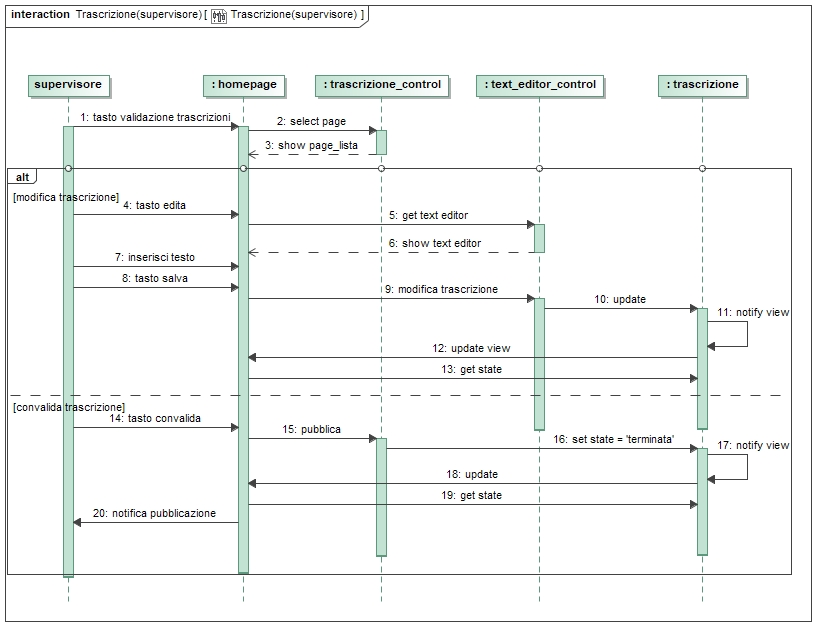 interaction Trascrizione(supervisore) [ Trascrizione(supervisore) ]
supervisore
: homepage
: trascrizione_control
: text_editor_control
: trascrizione
1: tasto validazione trascrizioni
2: select page
3: show page_lista
alt
[modifica trascrizione]
4: tasto edita
5: get text editor
6: show text editor
7: inserisci testo
8: tasto salva
9: modifica trascrizione
10: update
11: notify view
12: update view
13: get state
[convalida trascrizione]
14: tasto convalida
15: pubblica
16: set state = 'terminata'
17: notify view
18: update
19: get state
20: notifica pubblicazione